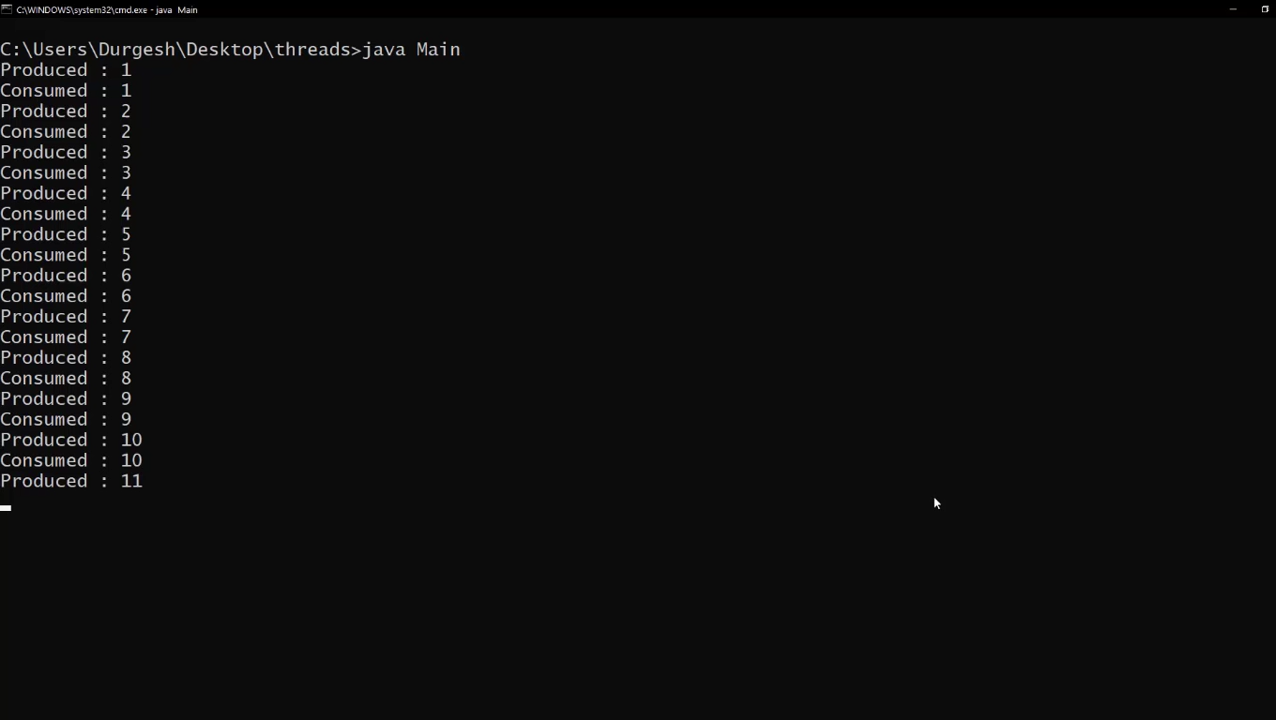 C:\WINDOWS\system32\cmd.exe - java  Main
C:\Users\Durgesh\Desktop\threads>java Main
Produced : 1
Consumed : 1
Produced : 2
Consumed : 2
Produced : 3
Consumed : 3
Produced : 4
Consumed : 4
Produced : 5
Consumed : 5
Produced : 6
Consumed : 6
Produced : 7
Consumed : 7
Produced : 8
Consumed : 8
Produced : 9
Consumed : 9
Produced : 10
Consumed : 10
Produced : 11